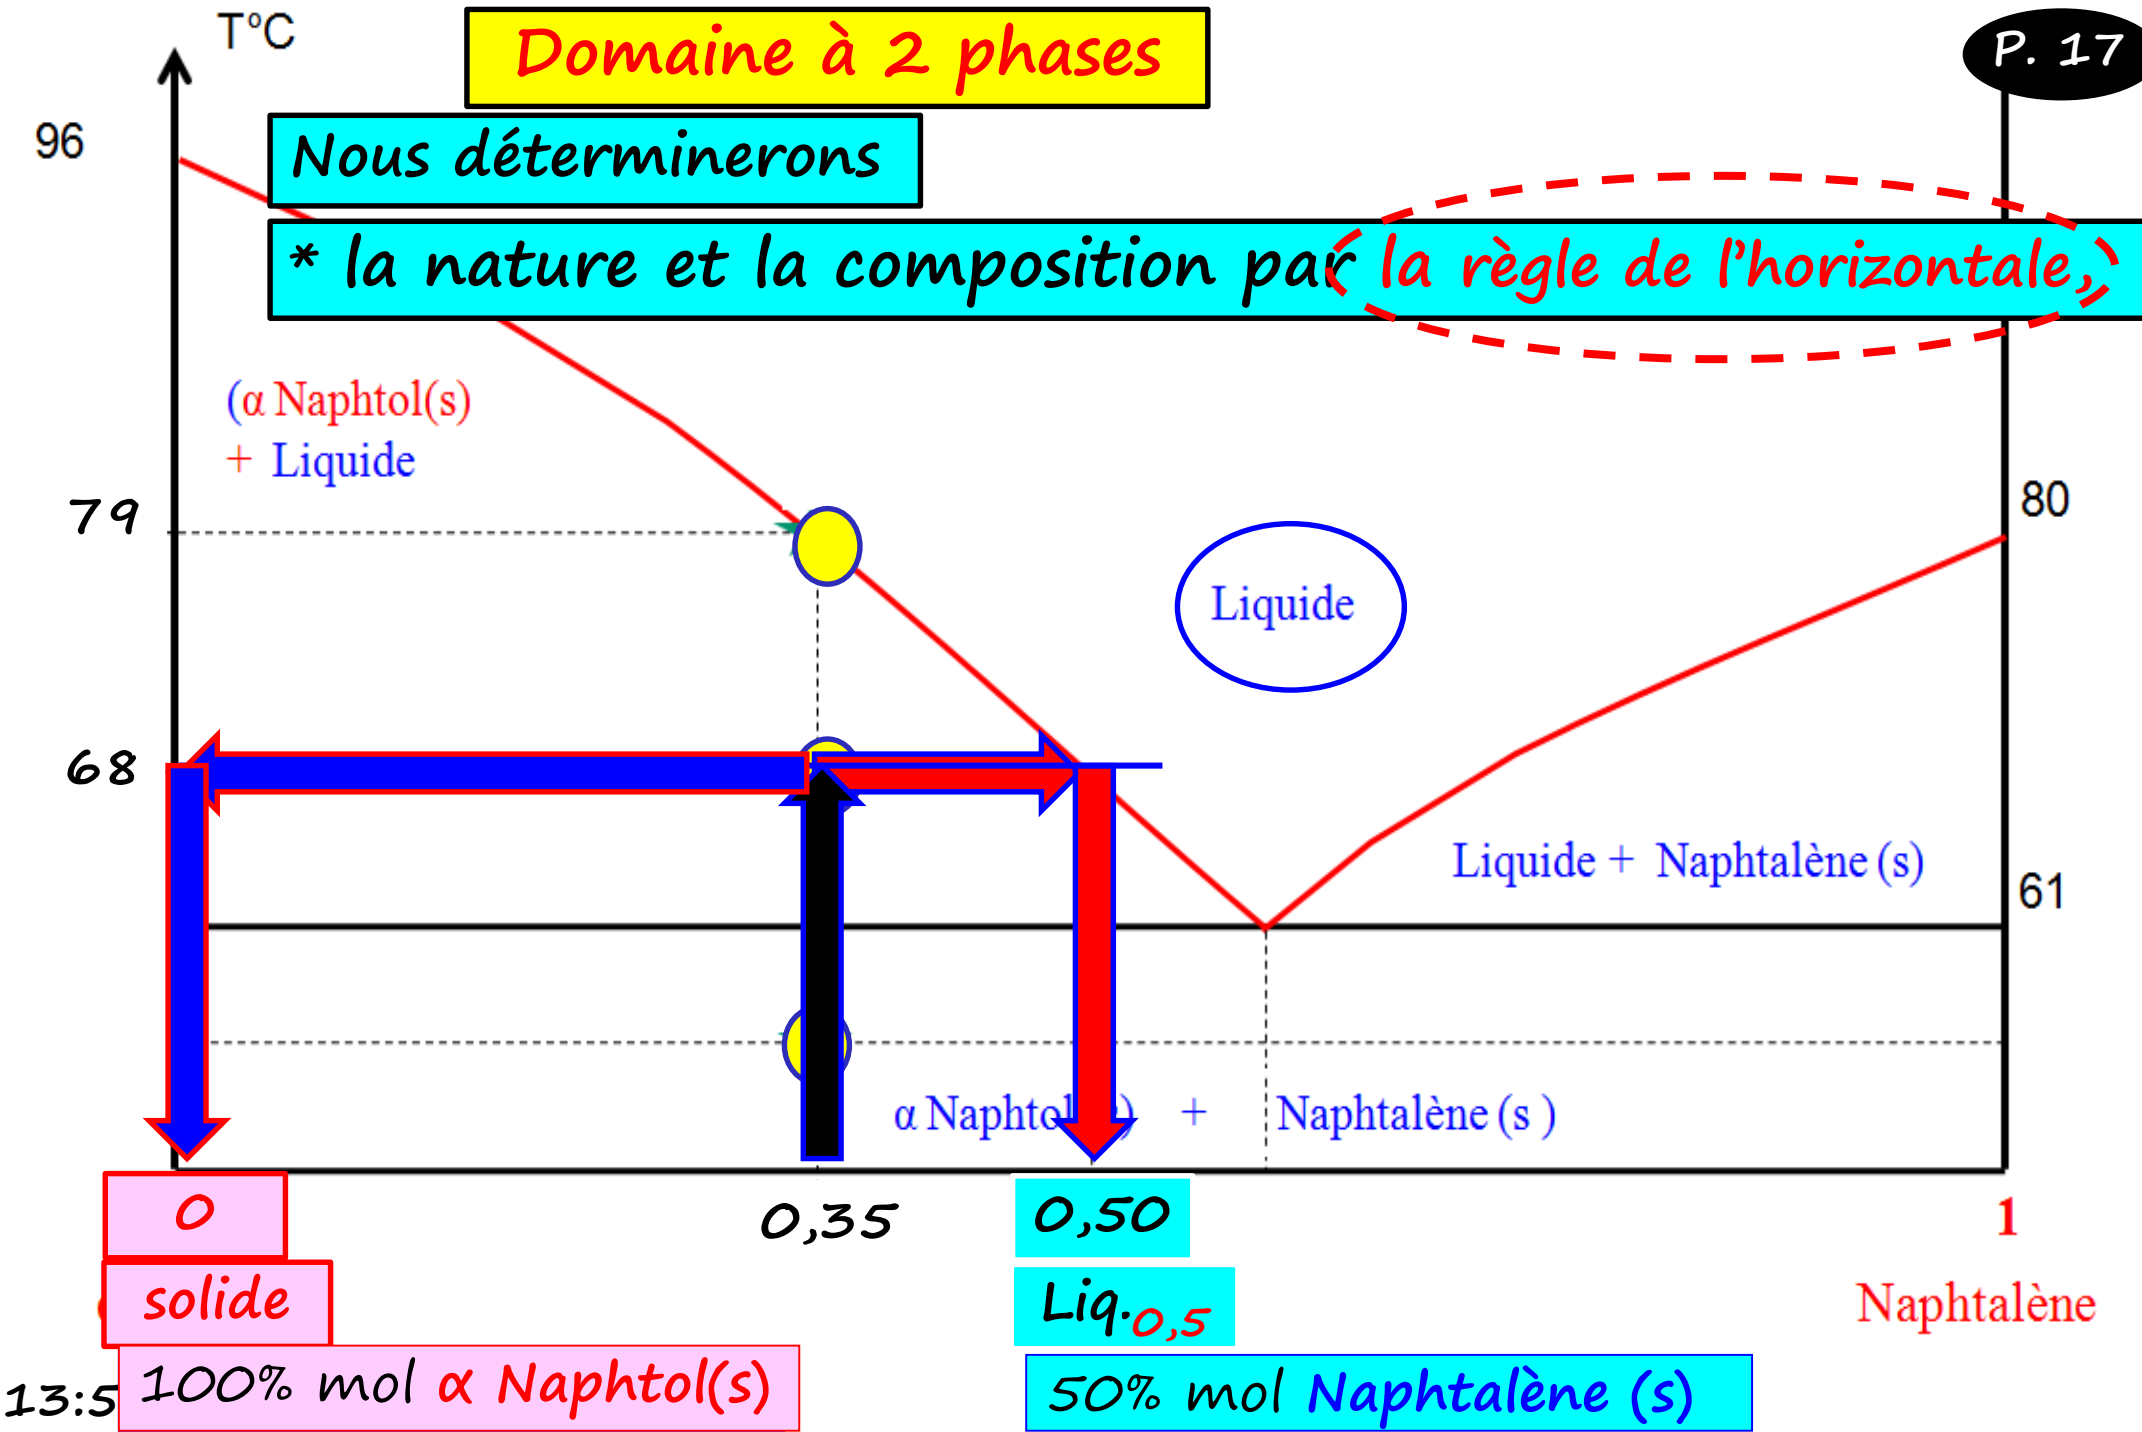 T°C
Domaine à 2 phases
P. 17
96
Nous déterminerons
* la nature et la composition par la règle de l'horizontale,
(α Naphtol(s)
+ Liquide
79
80
Liquide
68
Liquide + Naphtalène (s)
61
α Naphtol + Naphtalène (s )
0
0,35
0,50
1
solide
Liq.0,5
Naphtalène
100% mol α Naphtol(s)
50% mol Naphtalène (s)
13:5